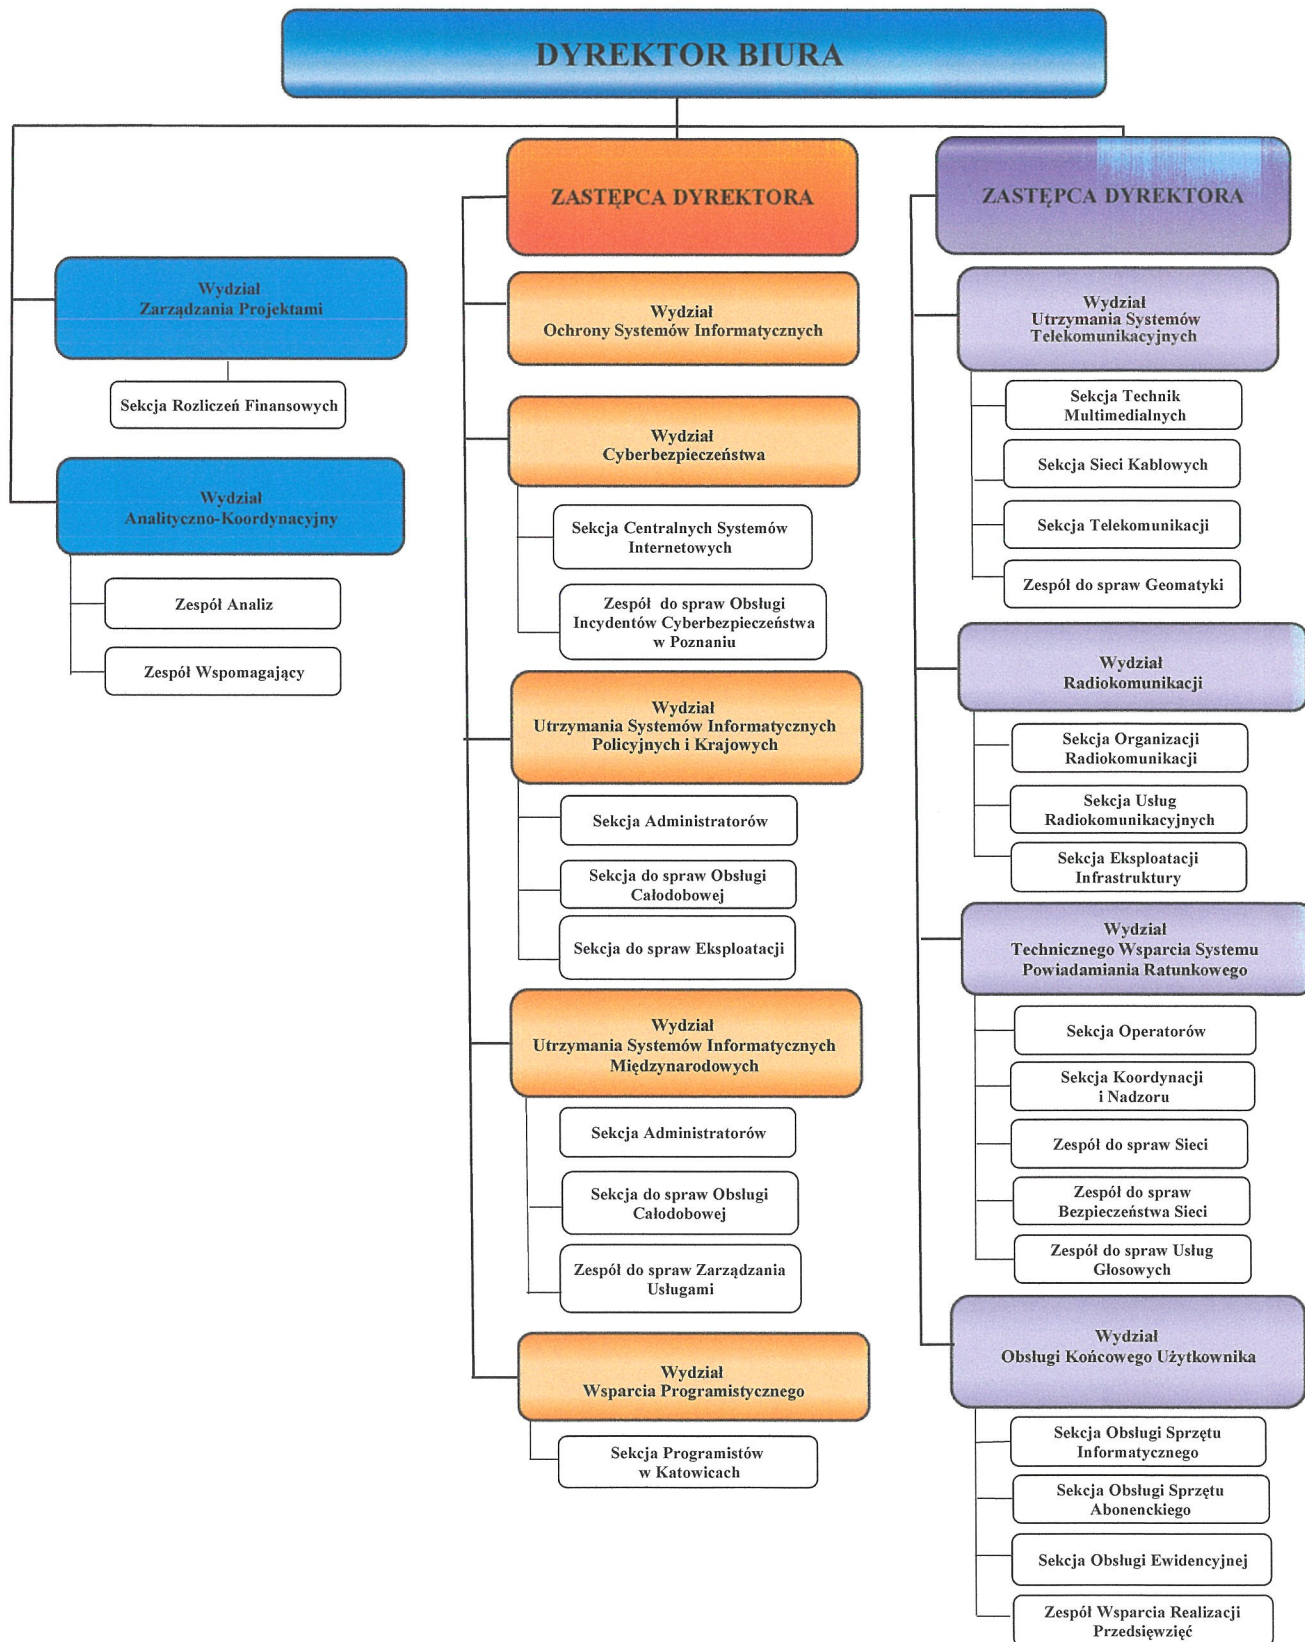 DYREKTOR BIURA
Wydział
Zarządzania Projektami
Sekcja Rozliczeń Finansowych
Wydział
Analityczno-Koordynacyjny
Zespół Analiz
Zespół Wspomagający
ZASTĘPCA DYREKTORA
Wydział
Ochrony Systemów Informatycznych
Wydział
Cyberbezpieczeństwa
Sekcja Centralnych Systemów
Internetowych
Zespół do spraw Obsługi
Incydentów Cyberbezpieczeństwa
w Poznaniu
Wydział
Utrzymania Systemów Informatycznych
Policyjnych i Krajowych
Sekcja Administratorów
Sekcja do spraw Obsługi
Całodobowej
Sekcja do spraw Eksploatacji
Wydział
Utrzymania Systemów Informatycznych
Międzynarodowych
Sekcja Administratorów
Sekcja do spraw Obsługi
Całodobowej
Zespół do spraw Zarządzania
Usługami
Wydział
Wsparcia Programistycznego
Sekcja Programistów
w Katowicach
ZASTĘPCA DYREKTORA
Wydział
Utrzymania Systemów
Telekomunikacyjnych
Sekcja Technik
Multimedialnych
Sekcja Sieci Kablowych
Sekcja Telekomunikacji
Zespół do spraw Geomatyki
Wydział
Radiokomunikacji
Sekcja Organizacji
Radiokomunikacji
Sekcja Usług
Radiokomunikacyjnych
Sekcja Eksploatacji
Infrastruktury
Wydział
Technicznego Wsparcia Systemu
Powiadamiania Ratunkowego
Sekcja Operatorów
Sekcja Koordynacji
i Nadzoru
Zespół do spraw Sieci
Zespół do spraw
Bezpieczeństwa Sieci
Zespół do spraw Usług
Głosowych
Wydział
Obsługi Końcowego Użytkownika
Sekcja Obsługi Sprzętu
Informatycznego
Sekcja Obsługi Sprzętu
Abonenckiego
Sekcja Obsługi Ewidencyjnej
Zespół Wsparcia Realizacji
Przedsięwzięć